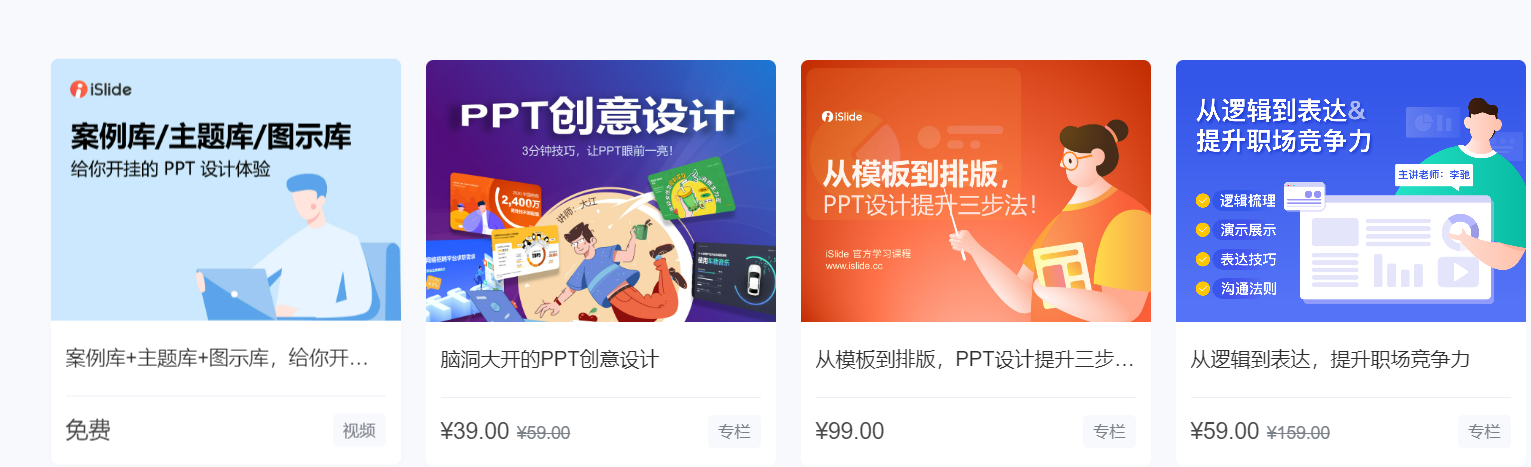 iSlide
案例库/主题库/图示库
给你开挂的 PPT 设计体验
案例库+主题库+图示库，给你开…
免费
视频
PPT创意设计
3分钟技巧，让PPT眼前一亮！
讲师：大江
2,400万
脑洞大开的PPT创意设计
¥39.00 ¥59.00
专栏
iSlide
从模板到排版，
PPT设计提升三步法！
iSlide 官方学习课程
www.islide.cc
从模板到排版，PPT设计提升三步…
¥99.00
专栏
从逻辑到表达&
提升职场竞争力
主讲老师：李驰
逻辑梳理
演示展示
表达技巧
沟通法则
从逻辑到表达，提升职场竞争力
¥59.00 ¥159.00
专栏